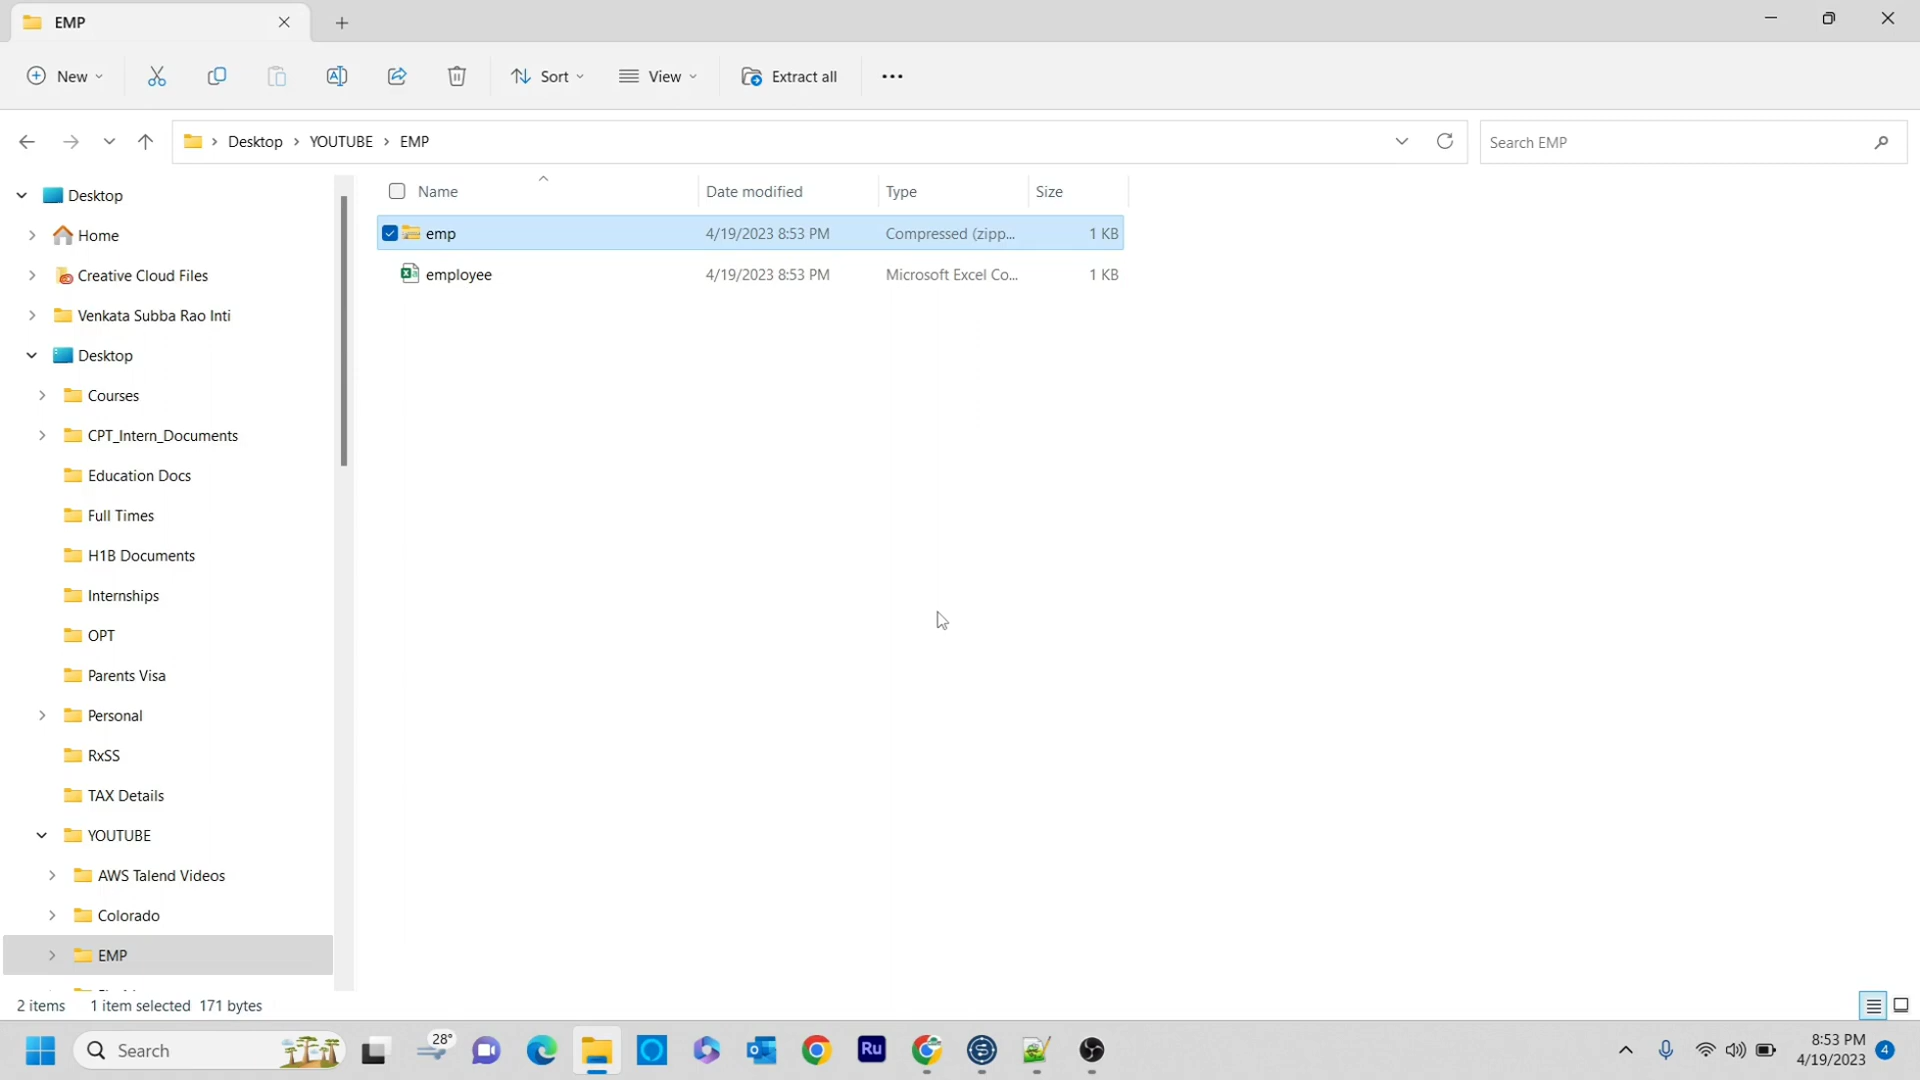 EMP
New
Sort
View
Extract all
Desktop
YOUTUBE
EMP
Search EMP
Name
Date modified
Type
Size
emp
4/19/2023 8:53 PM
Compressed (zipp...
1 KB
employee
4/19/2023 8:53 PM
Microsoft Excel Co...
1 KB
Desktop
Home
Creative Cloud Files
Venkata Subba Rao Inti
Desktop
Courses
CPT_Intern_Documents
Education Docs
Full Times
H1B Documents
Internships
OPT
Parents Visa
Personal
RxSS
TAX Details
YOUTUBE
AWS Talend Videos
Colorado
EMP
2 items
1 item selected 171 bytes
Search
28°
Ru
8:53 PM
4/19/2023
4